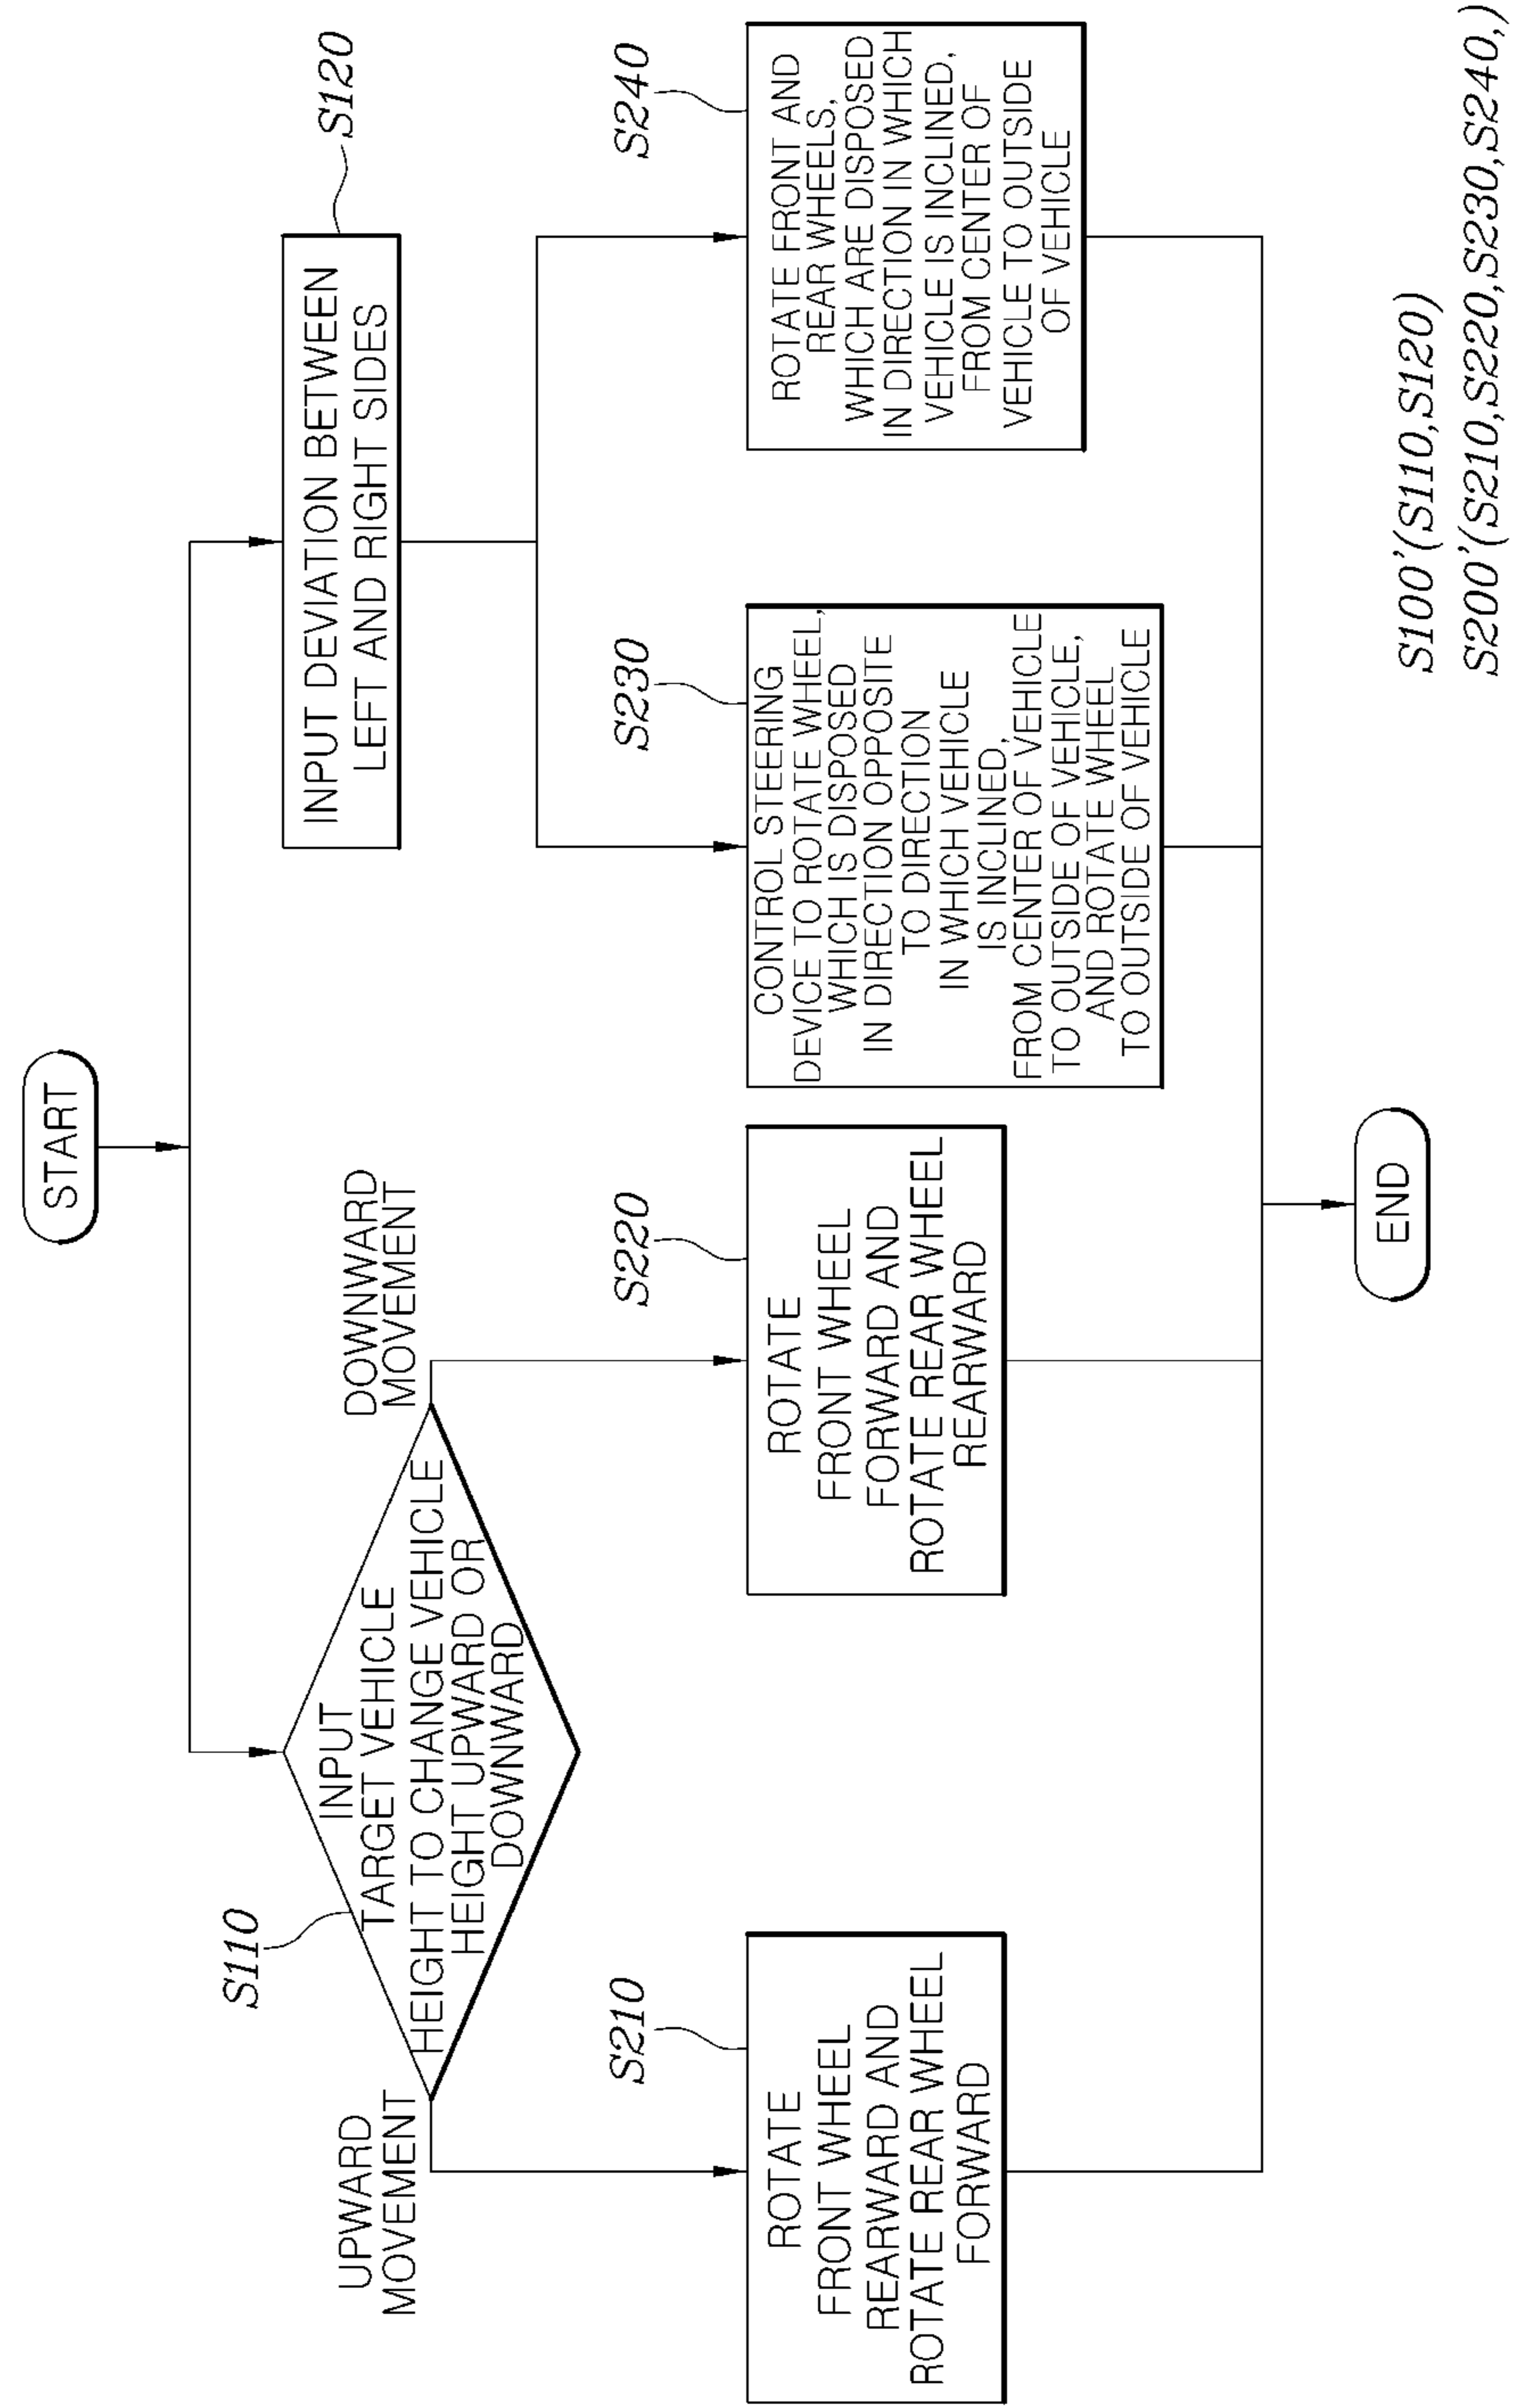 START
S110
INPUT
TARGET VEHICLE
HEIGHT TO CHANGE VEHICLE
HEIGHT UPWARD OR
DOWNWARD
UPWARD
MOVEMENT
DOWNWARD
MOVEMENT
S120
INPUT DEVIATION BETWEEN
LEFT AND RIGHT SIDES
S210
ROTATE
FRONT WHEEL
REARWARD AND
ROTATE REAR WHEEL
FORWARD
S220
ROTATE
FRONT WHEEL
FORWARD AND
ROTATE REAR WHEEL
REARWARD
S230
CONTROL STEERING
DEVICE TO ROTATE WHEEL,
WHICH IS DISPOSED
IN DIRECTION OPPOSITE
TO DIRECTION
IN WHICH VEHICLE
IS INCLINED,
FROM CENTER OF VEHICLE
TO OUTSIDE OF VEHICLE,
AND ROTATE WHEEL
TO OUTSIDE OF VEHICLE
S240
ROTATE FRONT AND
REAR WHEELS,
WHICH ARE DISPOSED
IN DIRECTION IN WHICH
VEHICLE IS INCLINED,
FROM CENTER OF
VEHICLE TO OUTSIDE
OF VEHICLE
END
S100'(S110,S120)
S200'(S210,S220,S230,S240,)